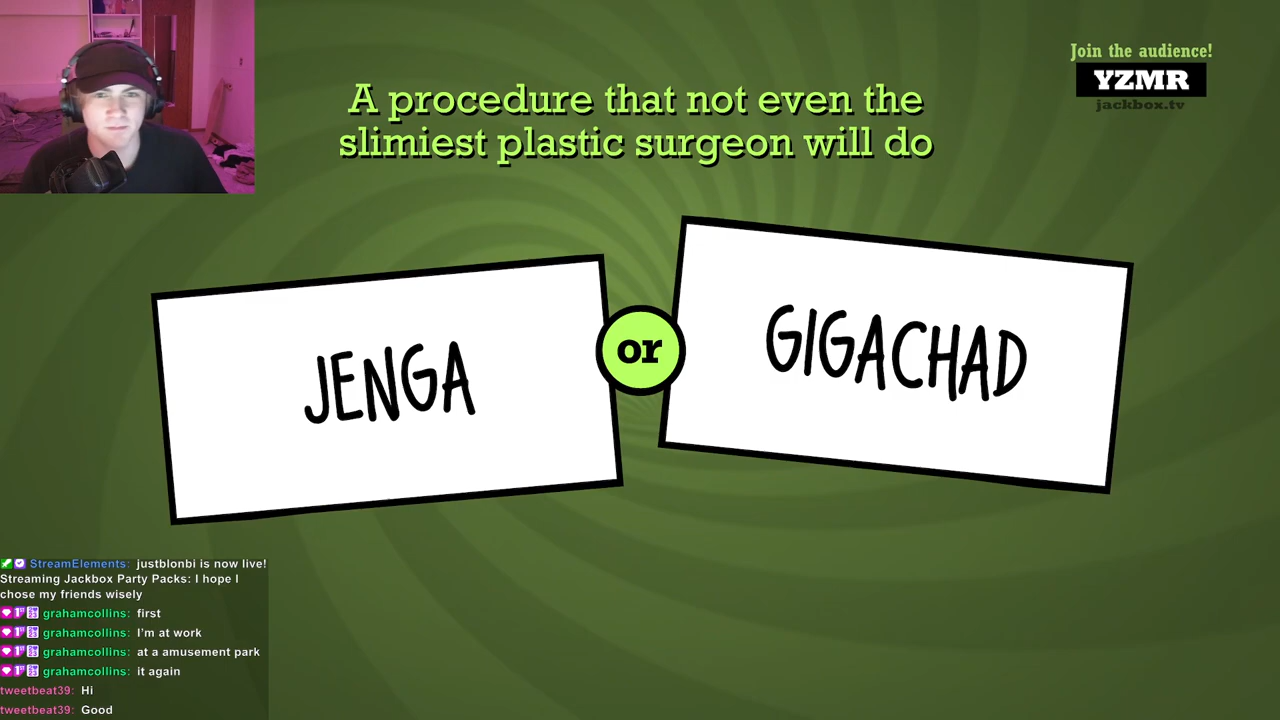 Join the audience!
YZMR
jackbox.tv
A procedure that not even the
slimiest plastic surgeon will do
JENGA
or
GIGACHAD
StreamElements: justblonbi is now live!
Streaming Jackbox Party Packs: I hope I
chose my friends wisely
grahamcollins: first
grahamcollins: I'm at work
grahamcollins: at a amusement park
grahamcollins: it again
tweetbeat39: Hi
tweetbeat39: Good